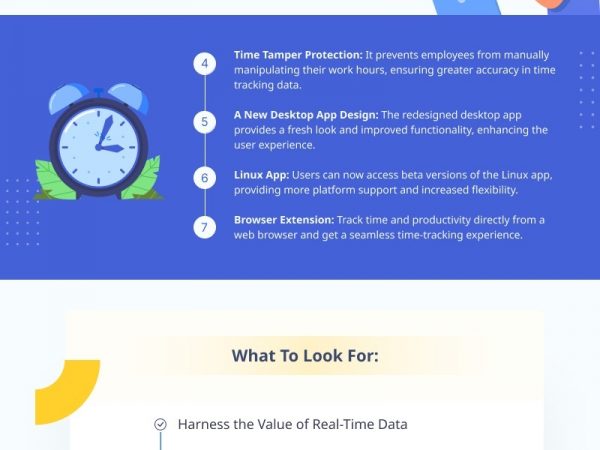 4
Time Tamper Protection: It prevents employees from manually
manipulating their work hours, ensuring greater accuracy in time
tracking data.
5
A New Desktop App Design: The redesigned desktop app
provides a fresh look and improved functionality, enhancing the
user experience.
6
Linux App: Users can now access beta versions of the Linux app,
providing more platform support and increased flexibility.
7
Browser Extension: Track time and productivity directly from a
web browser and get a seamless time-tracking experience.
What To Look For:
Harness the Value of Real-Time Data